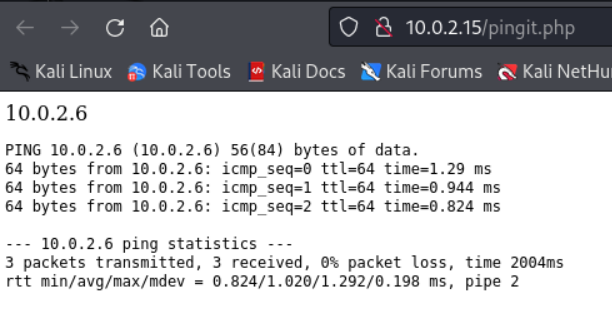 10.0.2.15/pingit.php
Kali Linux Kali Tools Kali Docs Kali Forums Kali NetHu
10.0.2.6
PING 10.0.2.6 (10.0.2.6) 56(84) bytes of data.
64 bytes from 10.0.2.6: icmp_seq=0 ttl=64 time=1.29 ms
64 bytes from 10.0.2.6: icmp_seq=1 ttl=64 time=0.944 ms
64 bytes from 10.0.2.6: icmp_seq=2 ttl=64 time=0.824 ms
--- 10.0.2.6 ping statistics ---
3 packets transmitted, 3 received, 0% packet loss, time 2004ms
rtt min/avg/max/mdev = 0.824/1.020/1.292/0.198 ms, pipe 2